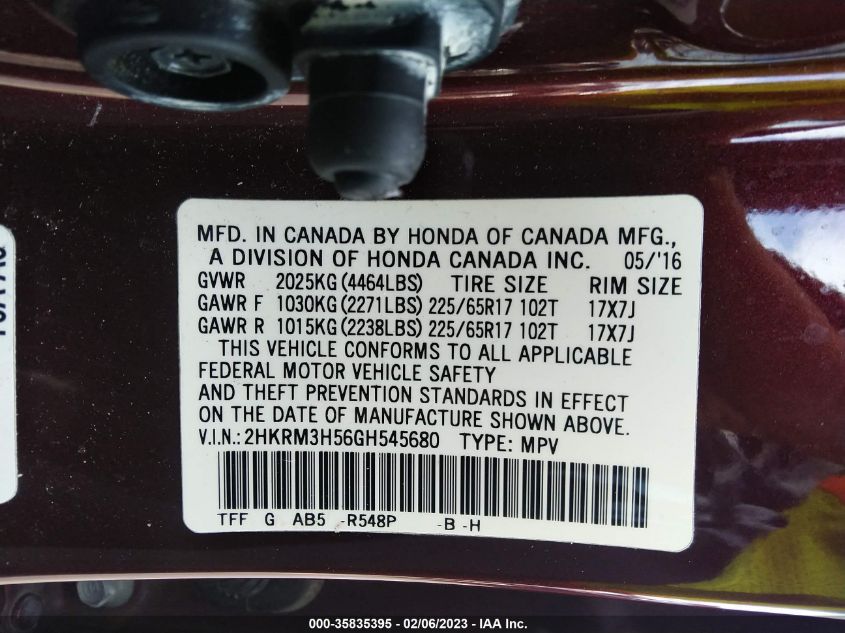 MFD. IN CANADA BY HONDA OF CANADA MFG.,
A DIVISION OF HONDA CANADA INC. 05/'16
GVWR 2025KG(4464LBS) TIRE SIZE RIM SIZE
GAWR F 1030KG(2271LBS) 225/65R17 102T 17X7J
GAWR R 1015KG(2238LBS) 225/65R17 102T 17X7J
THIS VEHICLE CONFORMS TO ALL APPLICABLE
FEDERAL MOTOR VEHICLE SAFETY
AND THEFT PREVENTION STANDARDS IN EFFECT
ON THE DATE OF MANUFACTURE SHOWN ABOVE.
V.I.N.: 2HKRM3H56GH545680 TYPE: MPV
TFF G AB5 -R548P -B -H
000-35835395 - 02/06/2023 - IAA Inc.